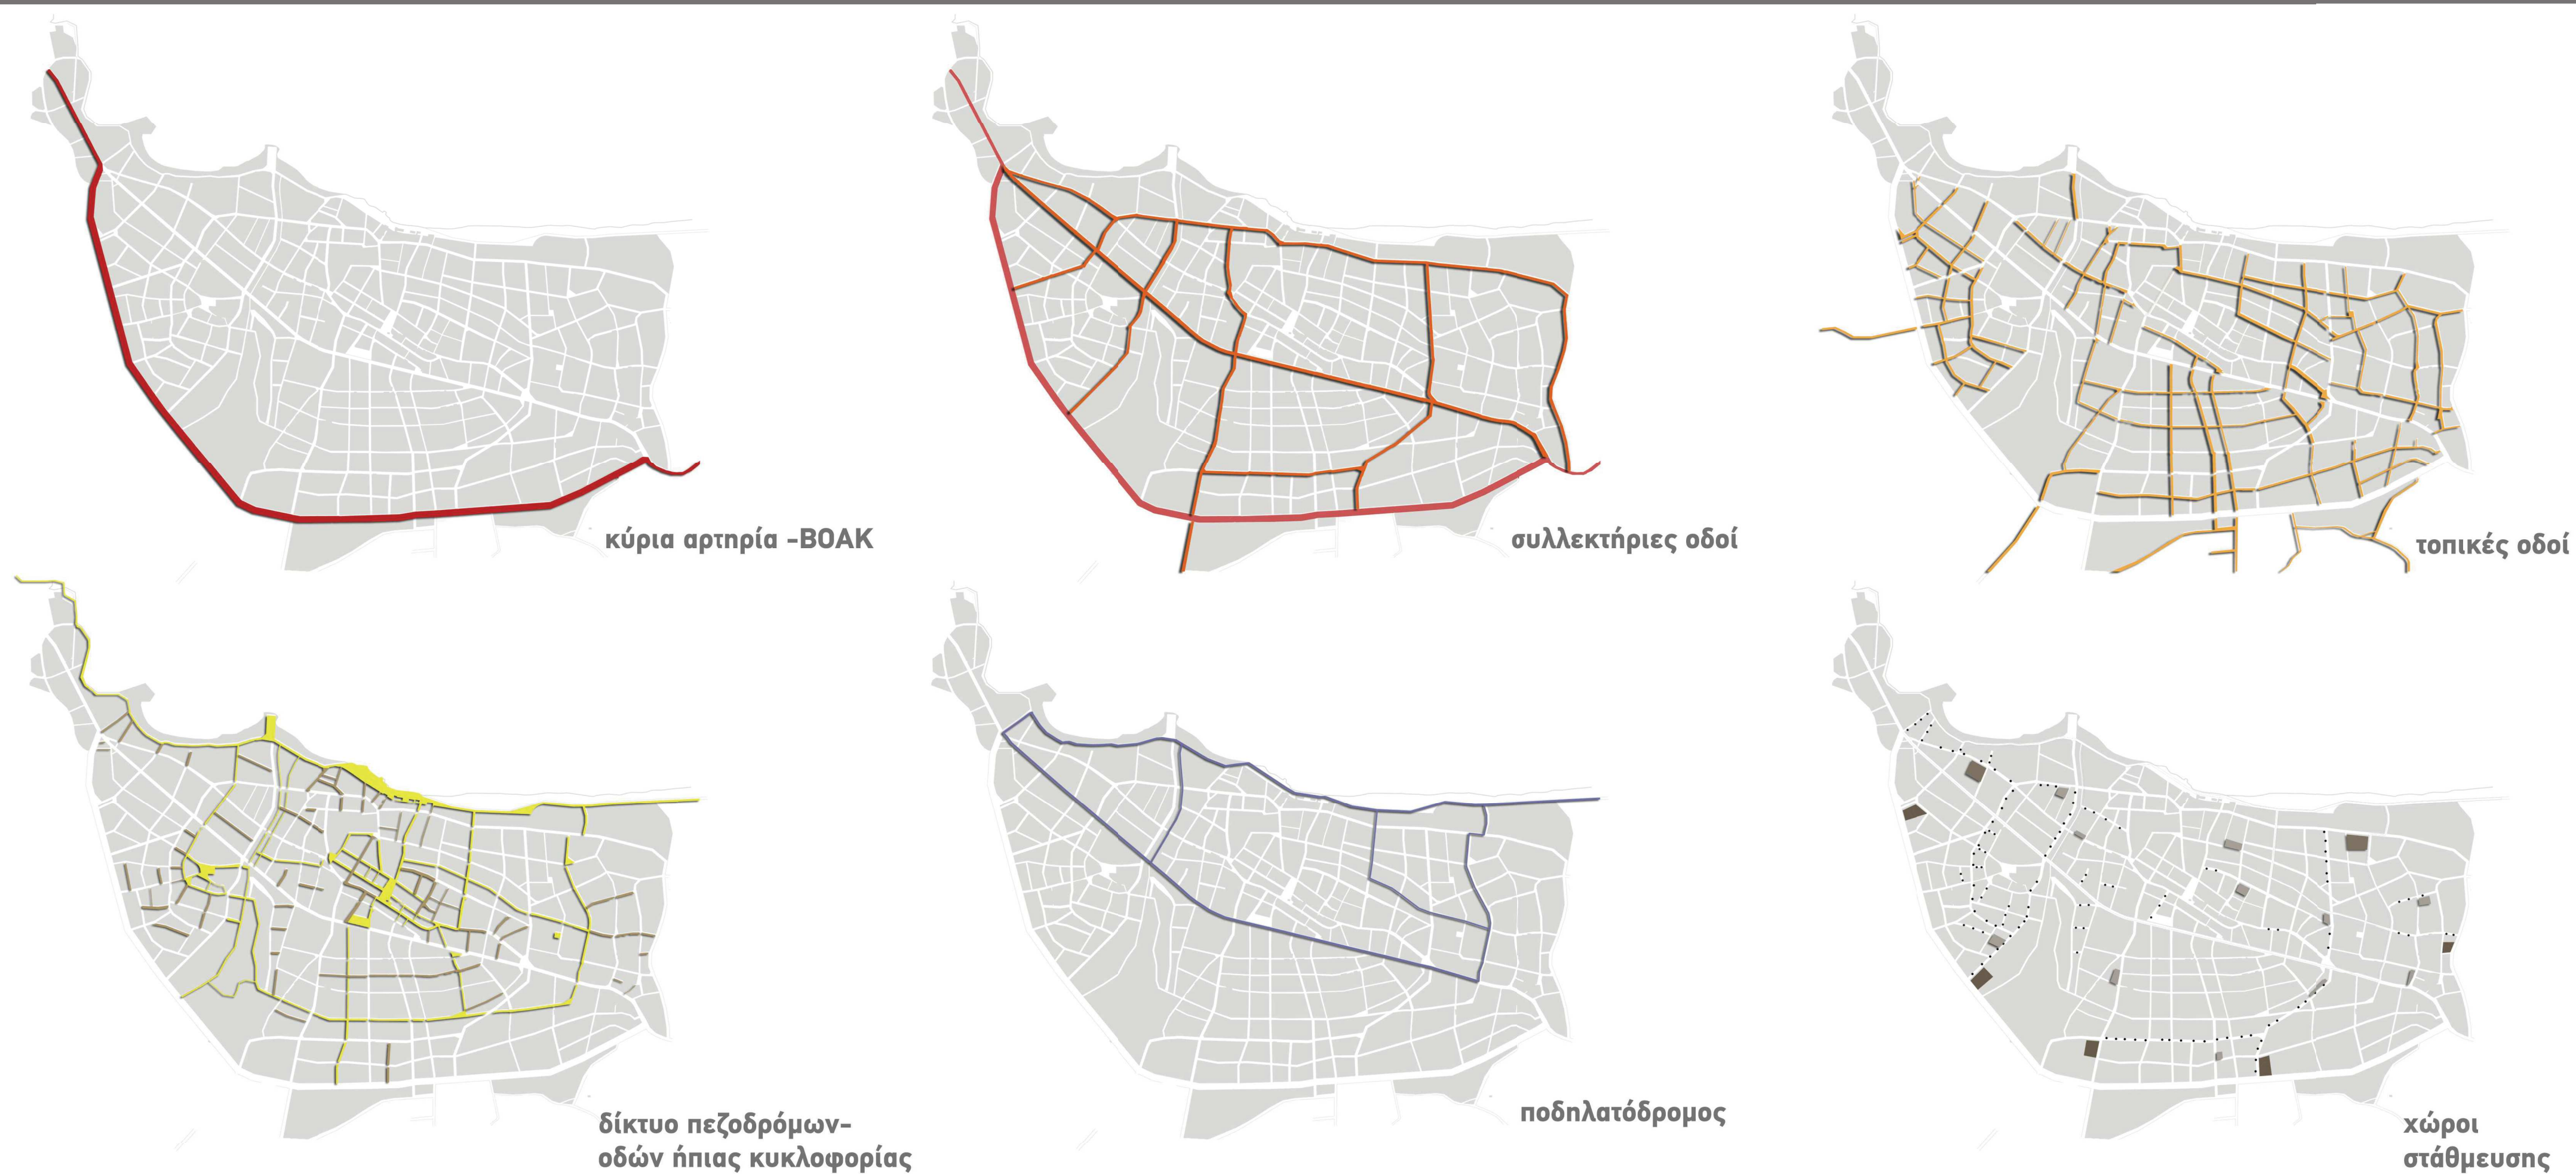 κύρια αρτηρία -ΒΟΑΚ
συλλεκτήριες οδοί
τοπικές οδοί
δίκτυο πεζοδρόμων-
οδών ήπιας κυκλοφορίας
ποδηλατόδρομος
χώροι
στάθμευσης